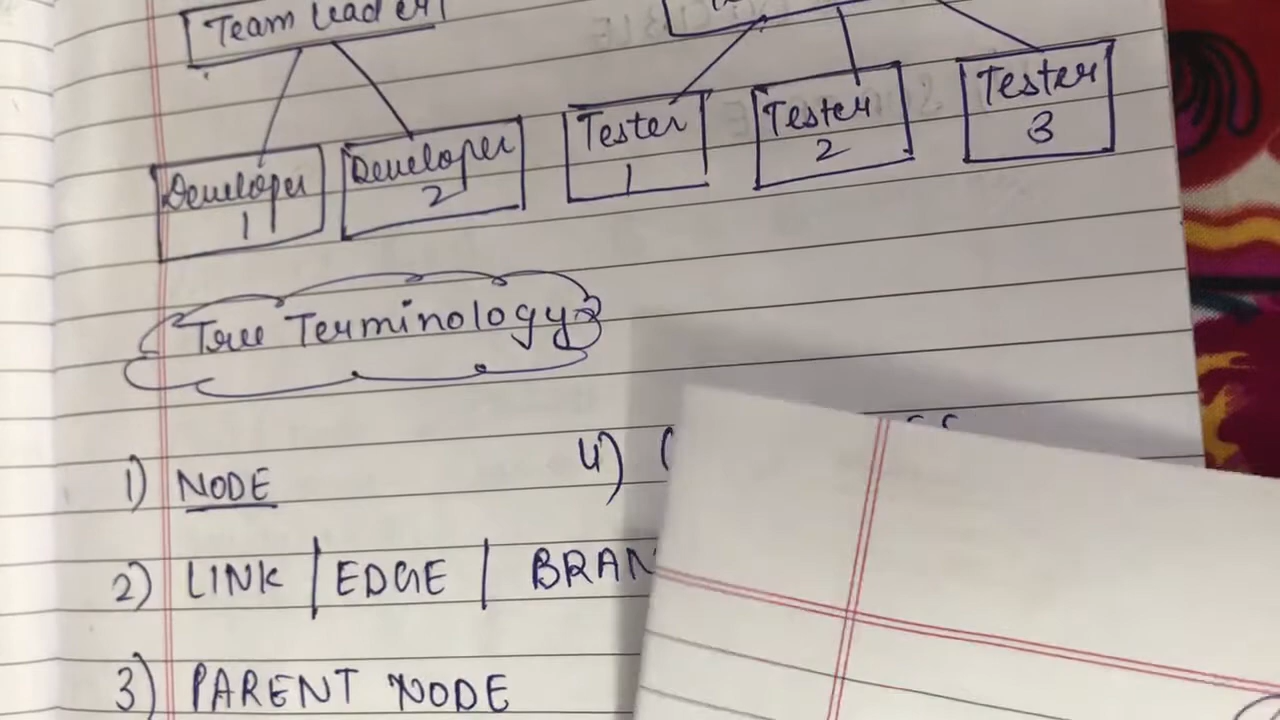 Team Leader
Tester
3
Tester
2
Tester
1
Developer
2
Developer
1
Tree Terminology
1) NODE
4)
2) LINK | EDGE | BRAN
3) PARENT NODE